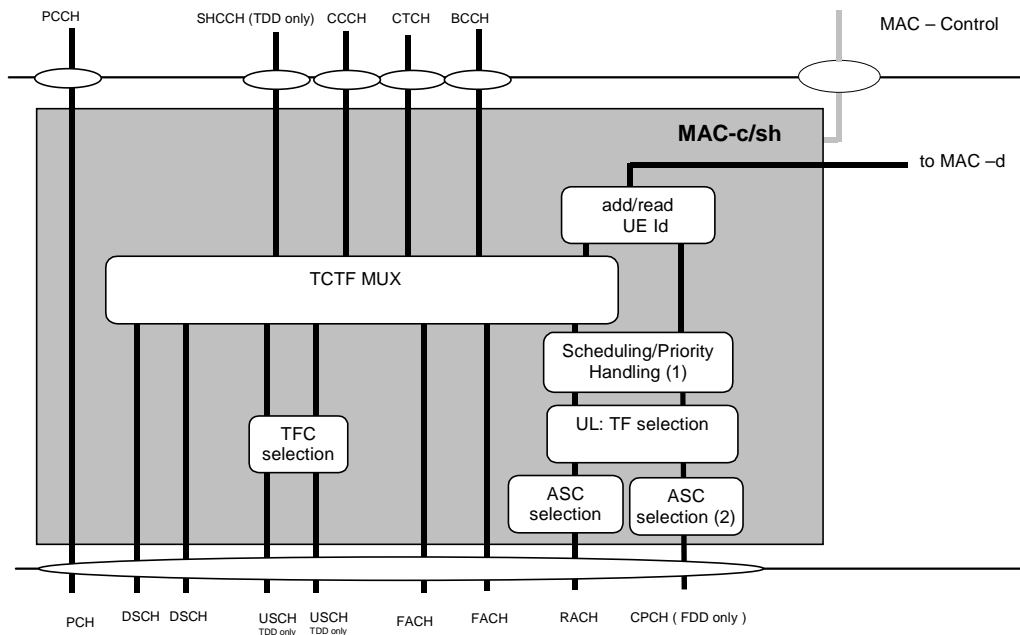 PCCH
SHCCH (TDD only)
CCCH
CTCH
BCCH
MAC – Control
MAC-c/sh
to MAC –d
add/read
UE Id
TCTF MUX
Scheduling/Priority
Handling (1)
UL: TF selection
TFC
selection
ASC
selection
ASC
selection (2)
PCH
DSCH
DSCH
USCH
TDD only
USCH
TDD only
FACH
FACH
RACH
CPCH ( FDD only )